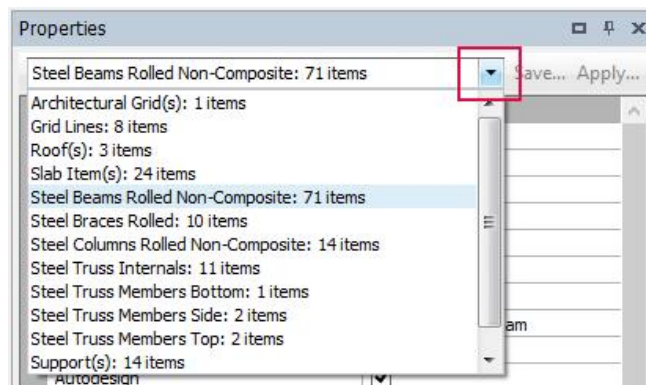 Properties
Steel Beams Rolled Non-Composite: 71 items
Save... Apply...
Architectural Grid(s): 1 items
Grid Lines: 8 items
Roof(s): 3 items
Slab Item(s): 24 items
Steel Beams Rolled Non-Composite: 71 items
Steel Braces Rolled: 10 items
Steel Columns Rolled Non-Composite: 14 items
Steel Truss Internals: 11 items
Steel Truss Members Bottom: 1 items
Steel Truss Members Side: 2 items
am
Steel Truss Members Top: 2 items
Support(s): 14 items
Autodesign